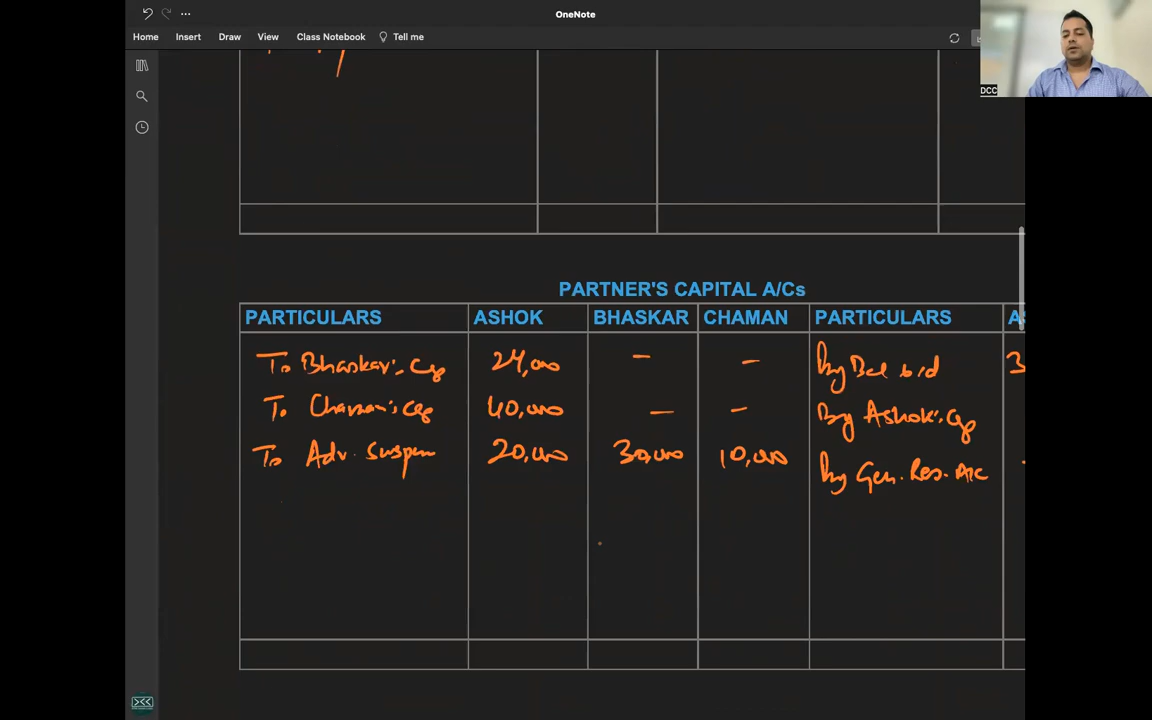 OneNote
Home Insert Draw View Class Notebook Tell me
DCC
PARTNER'S CAPITAL A/Cs
PARTICULARS ASHOK BHASKAR CHAMAN PARTICULARS
To Bhaskar's Cap 24,000 - - By Bal b/d
To Chaman's Cap 40,000 - - By Ashok's Cap
To Adv. Suspen 20,000 30,000 10,000 By Gen. Res. A/c